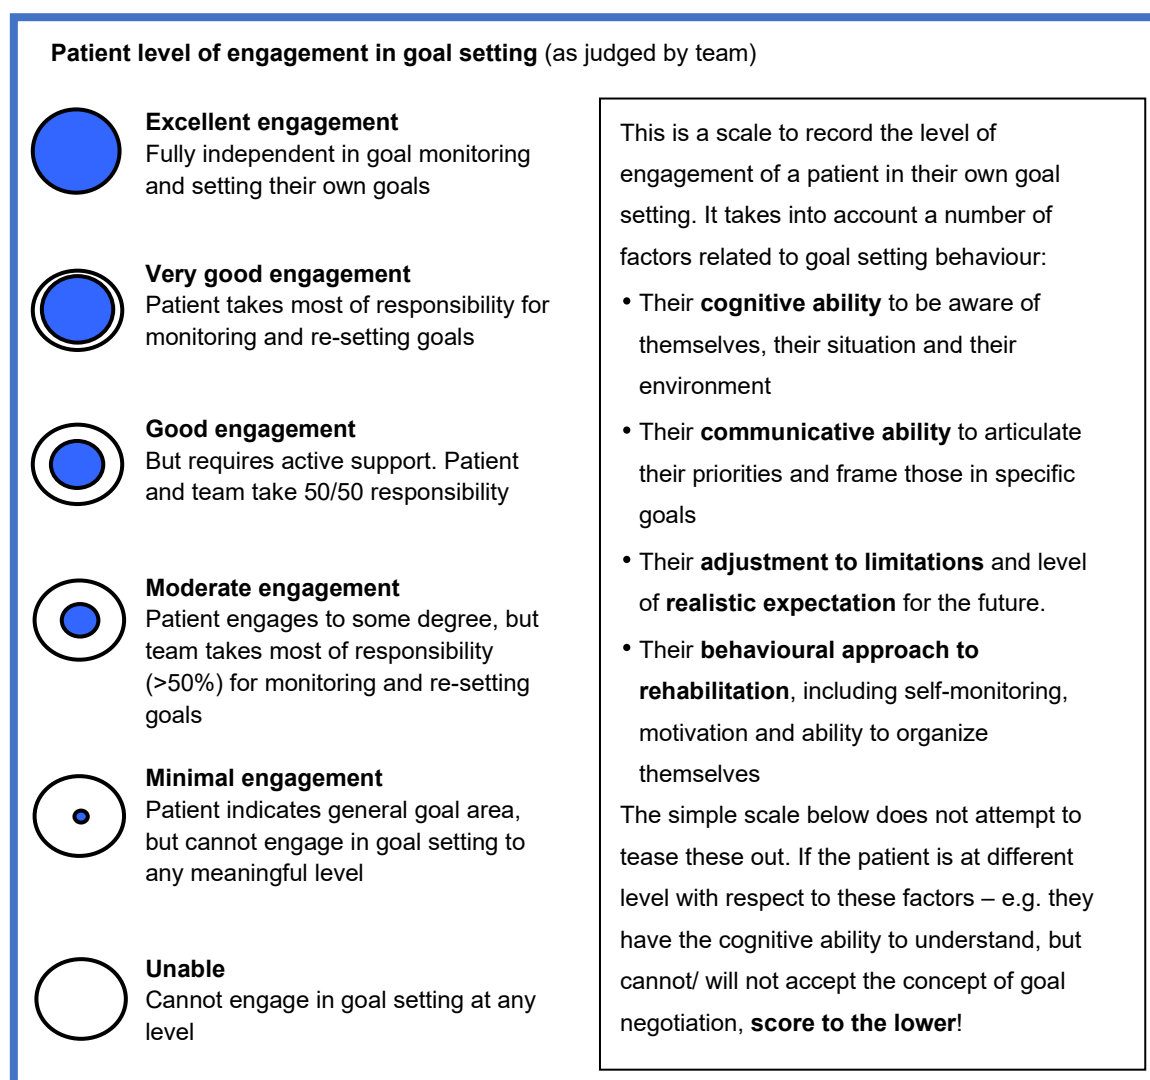 Patient level of engagement in goal setting (as judged by team)
Excellent engagement
Fully independent in goal monitoring
and setting their own goals
Very good engagement
Patient takes most of responsibility for
monitoring and re-setting goals
Good engagement
But requires active support. Patient
and team take 50/50 responsibility
Moderate engagement
Patient engages to some degree, but
team takes most of responsibility
(>50%) for monitoring and re-setting
goals
Minimal engagement
Patient indicates general goal area,
but cannot engage in goal setting to
any meaningful level
Unable
Cannot engage in goal setting at any
level
This is a scale to record the level of
engagement of a patient in their own goal
setting. It takes into account a number of
factors related to goal setting behaviour:
• Their cognitive ability to be aware of
themselves, their situation and their
environment
• Their communicative ability to articulate
their priorities and frame those in specific
goals
• Their adjustment to limitations and level
of realistic expectation for the future.
• Their behavioural approach to
rehabilitation, including self-monitoring,
motivation and ability to organize
themselves
The simple scale below does not attempt to
tease these out. If the patient is at different
level with respect to these factors – e.g. they
have the cognitive ability to understand, but
cannot/ will not accept the concept of goal
negotiation, score to the lower!